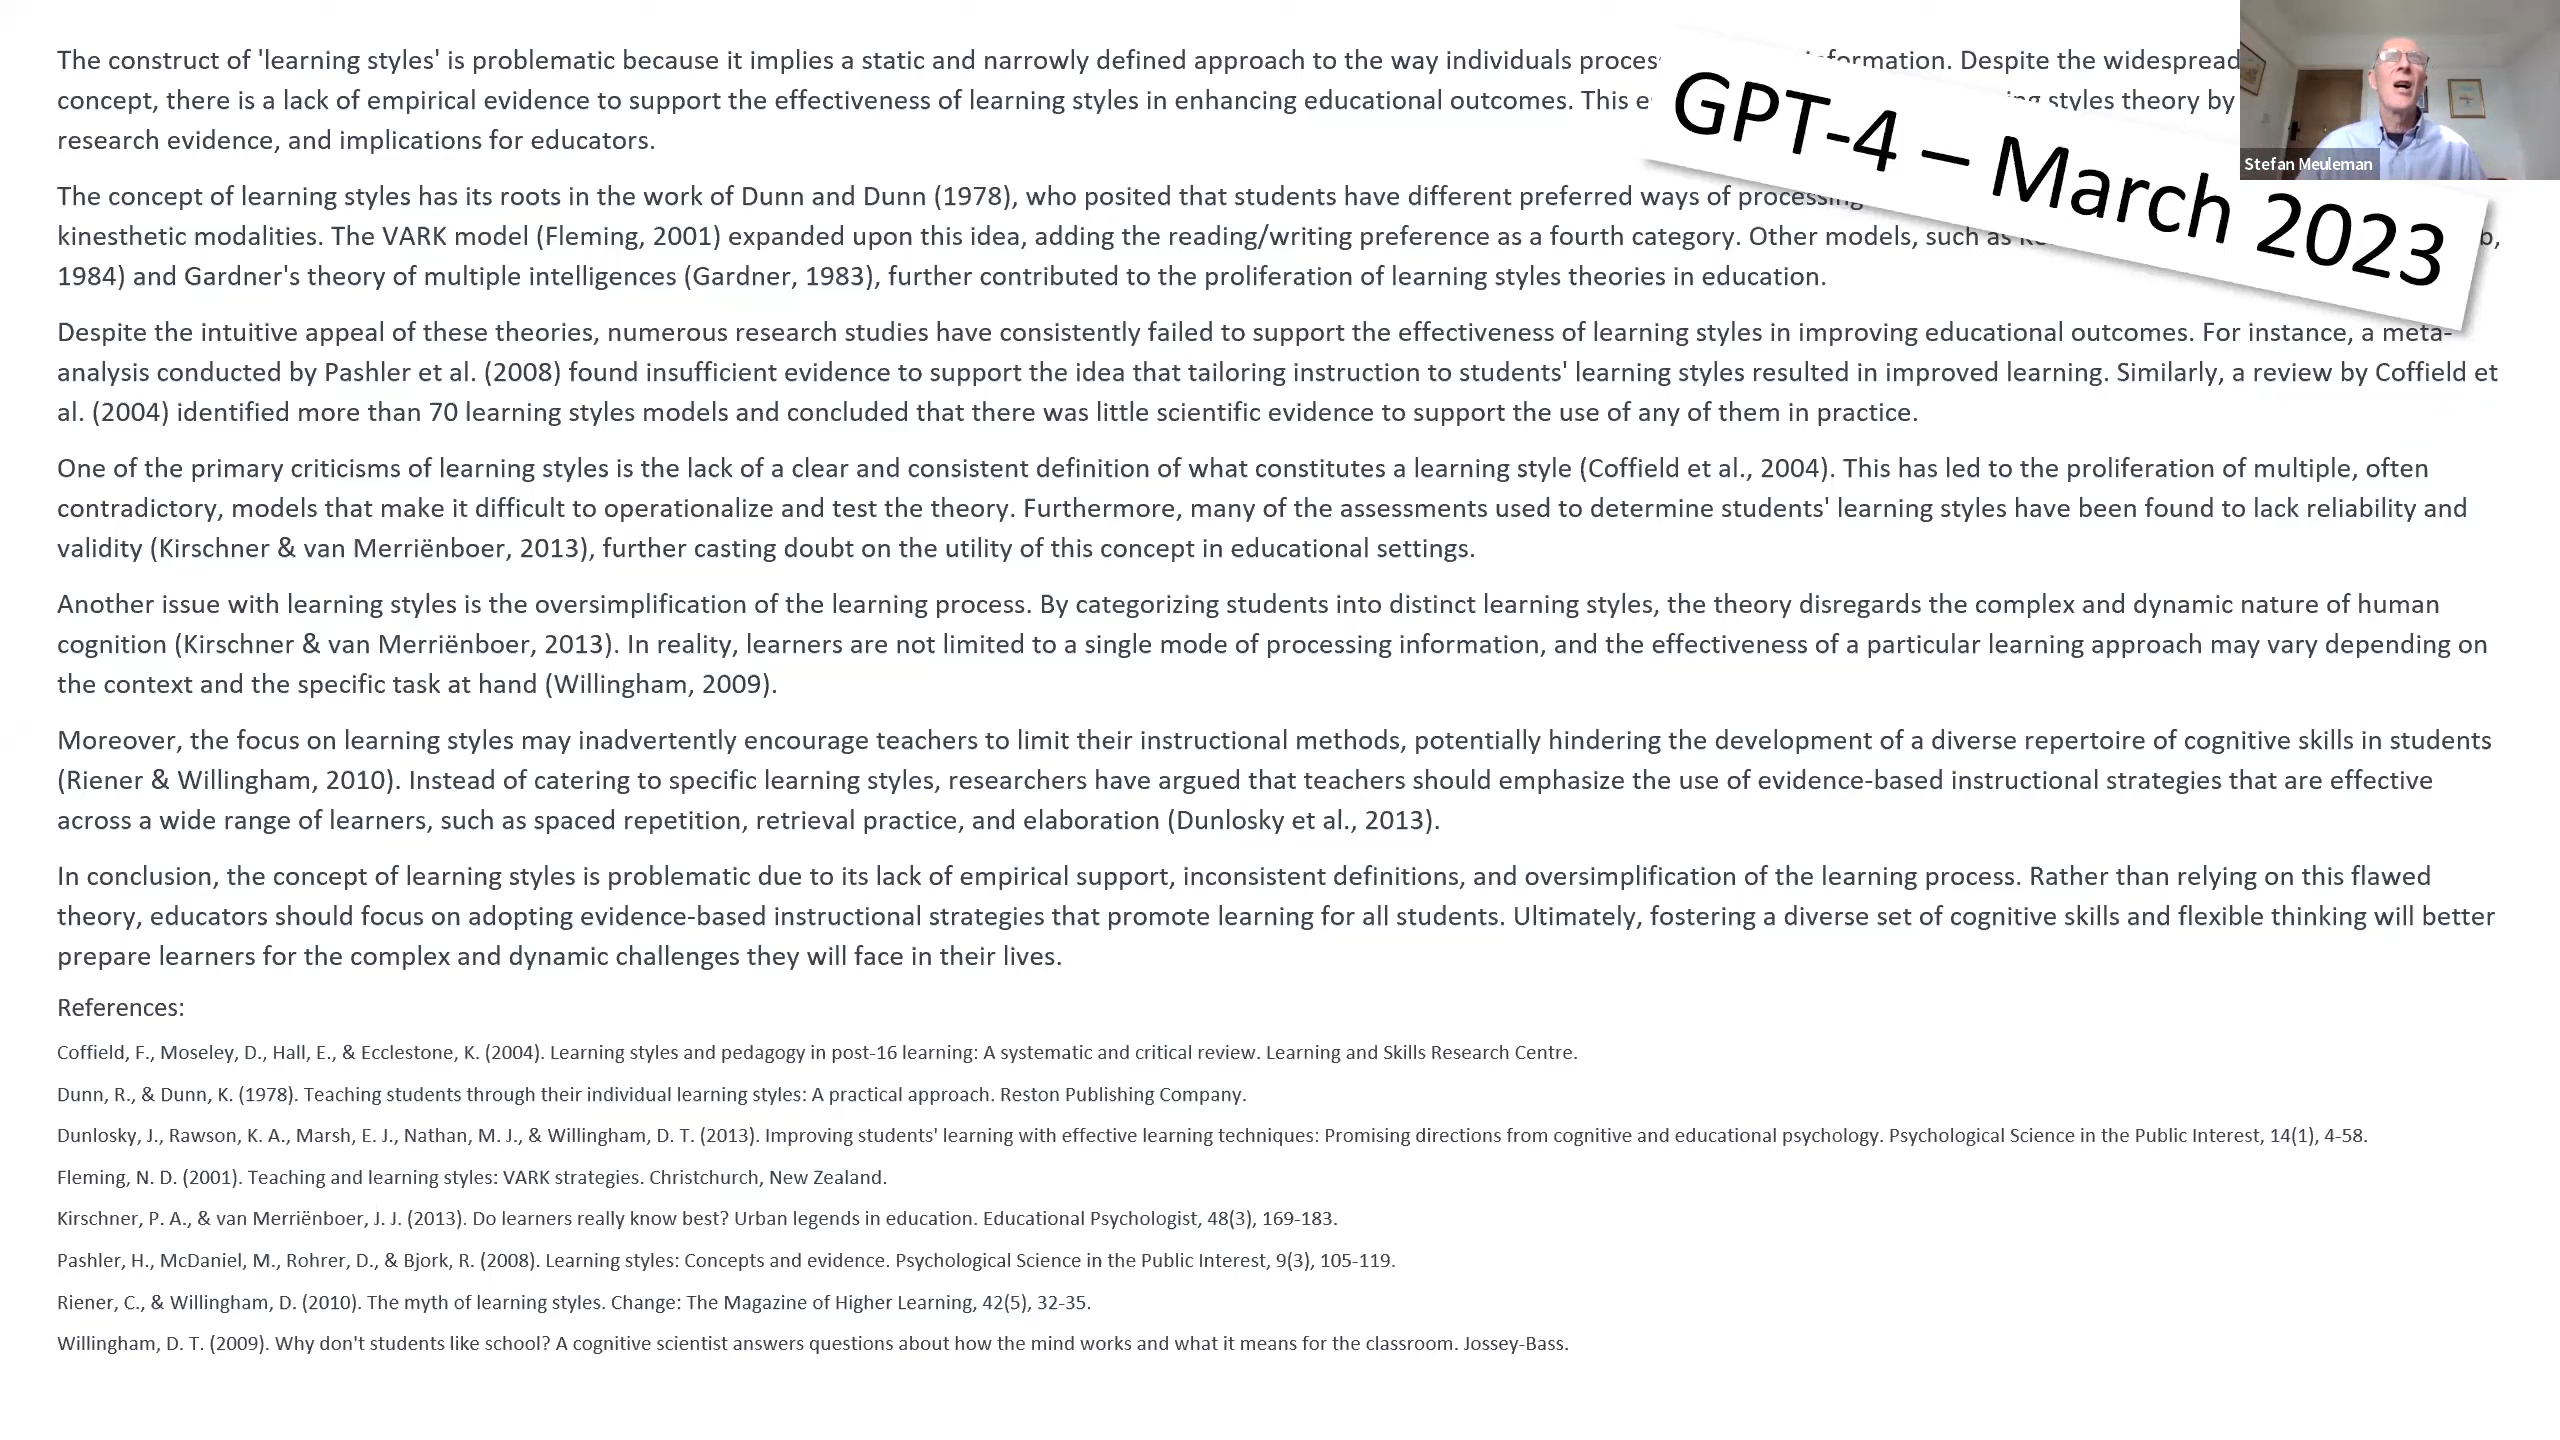 The construct of 'learning styles' is problematic because it implies a static and narrowly defined approach to the way individuals process information. Despite the widespread
concept, there is a lack of empirical evidence to support the effectiveness of learning styles in enhancing educational outcomes. This styles theory by
research evidence, and implications for educators.
GPT-4 – March 2023
Stefan Meuleman
The concept of learning styles has its roots in the work of Dunn and Dunn (1978), who posited that students have different preferred ways of processing
kinesthetic modalities. The VARK model (Fleming, 2001) expanded upon this idea, adding the reading/writing preference as a fourth category. Other models, such as
1984) and Gardner's theory of multiple intelligences (Gardner, 1983), further contributed to the proliferation of learning styles theories in education.
Despite the intuitive appeal of these theories, numerous research studies have consistently failed to support the effectiveness of learning styles in improving educational outcomes. For instance, a meta-
analysis conducted by Pashler et al. (2008) found insufficient evidence to support the idea that tailoring instruction to students' learning styles resulted in improved learning. Similarly, a review by Coffield et
al. (2004) identified more than 70 learning styles models and concluded that there was little scientific evidence to support the use of any of them in practice.
One of the primary criticisms of learning styles is the lack of a clear and consistent definition of what constitutes a learning style (Coffield et al., 2004). This has led to the proliferation of multiple, often
contradictory, models that make it difficult to operationalize and test the theory. Furthermore, many of the assessments used to determine students' learning styles have been found to lack reliability and
validity (Kirschner & van Merriënboer, 2013), further casting doubt on the utility of this concept in educational settings.
Another issue with learning styles is the oversimplification of the learning process. By categorizing students into distinct learning styles, the theory disregards the complex and dynamic nature of human
cognition (Kirschner & van Merriënboer, 2013). In reality, learners are not limited to a single mode of processing information, and the effectiveness of a particular learning approach may vary depending on
the context and the specific task at hand (Willingham, 2009).
Moreover, the focus on learning styles may inadvertently encourage teachers to limit their instructional methods, potentially hindering the development of a diverse repertoire of cognitive skills in students
(Riener & Willingham, 2010). Instead of catering to specific learning styles, researchers have argued that teachers should emphasize the use of evidence-based instructional strategies that are effective
across a wide range of learners, such as spaced repetition, retrieval practice, and elaboration (Dunlosky et al., 2013).
In conclusion, the concept of learning styles is problematic due to its lack of empirical support, inconsistent definitions, and oversimplification of the learning process. Rather than relying on this flawed
theory, educators should focus on adopting evidence-based instructional strategies that promote learning for all students. Ultimately, fostering a diverse set of cognitive skills and flexible thinking will better
prepare learners for the complex and dynamic challenges they will face in their lives.
References:
Coffield, F., Moseley, D., Hall, E., & Ecclestone, K. (2004). Learning styles and pedagogy in post-16 learning: A systematic and critical review. Learning and Skills Research Centre.
Dunn, R., & Dunn, K. (1978). Teaching students through their individual learning styles: A practical approach. Reston Publishing Company.
Dunlosky, J., Rawson, K. A., Marsh, E. J., Nathan, M. J., & Willingham, D. T. (2013). Improving students' learning with effective learning techniques: Promising directions from cognitive and educational psychology. Psychological Science in the Public Interest, 14(1), 4-58.
Fleming, N. D. (2001). Teaching and learning styles: VARK strategies. Christchurch, New Zealand.
Kirschner, P. A., & van Merriënboer, J. J. (2013). Do learners really know best? Urban legends in education. Educational Psychologist, 48(3), 169-183.
Pashler, H., McDaniel, M., Rohrer, D., & Bjork, R. (2008). Learning styles: Concepts and evidence. Psychological Science in the Public Interest, 9(3), 105-119.
Riener, C., & Willingham, D. (2010). The myth of learning styles. Change: The Magazine of Higher Learning, 42(5), 32-35.
Willingham, D. T. (2009). Why don't students like school? A cognitive scientist answers questions about how the mind works and what it means for the classroom. Jossey-Bass.